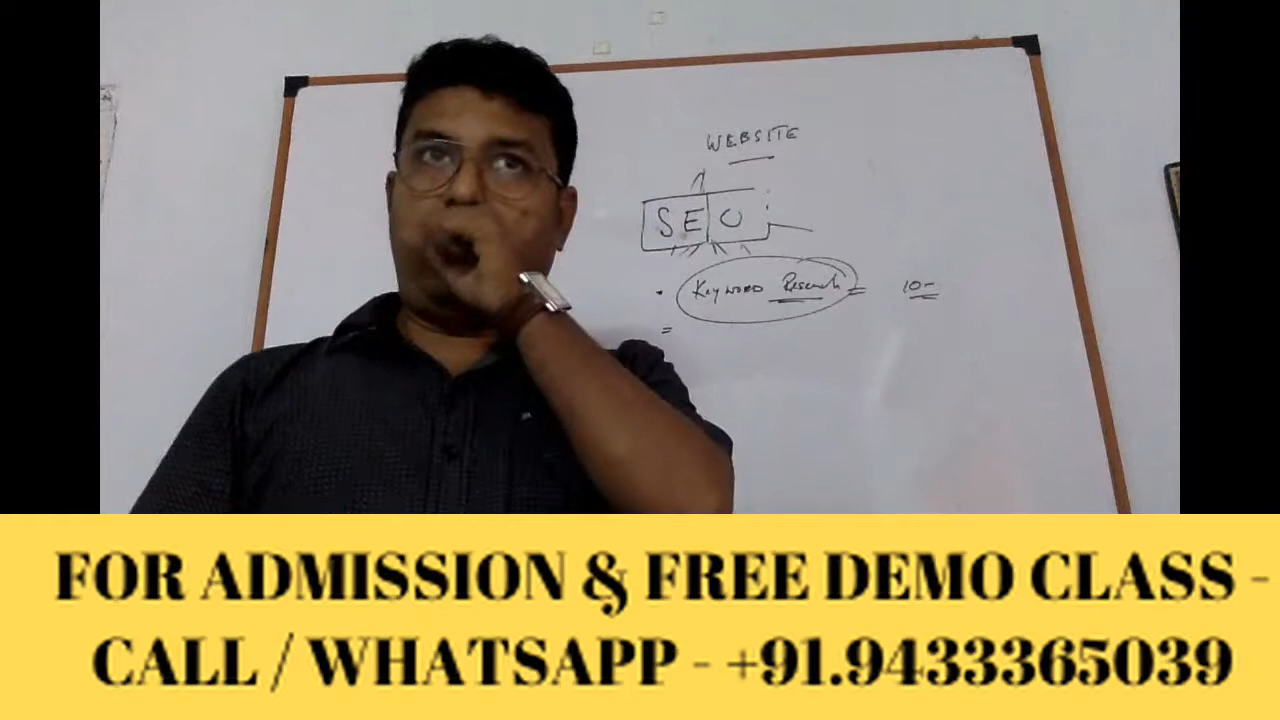 WEBSITE
SEO
• Keyword Research = 10-
=
FOR ADMISSION & FREE DEMO CLASS -
CALL / WHATSAPP - +91.9433365039